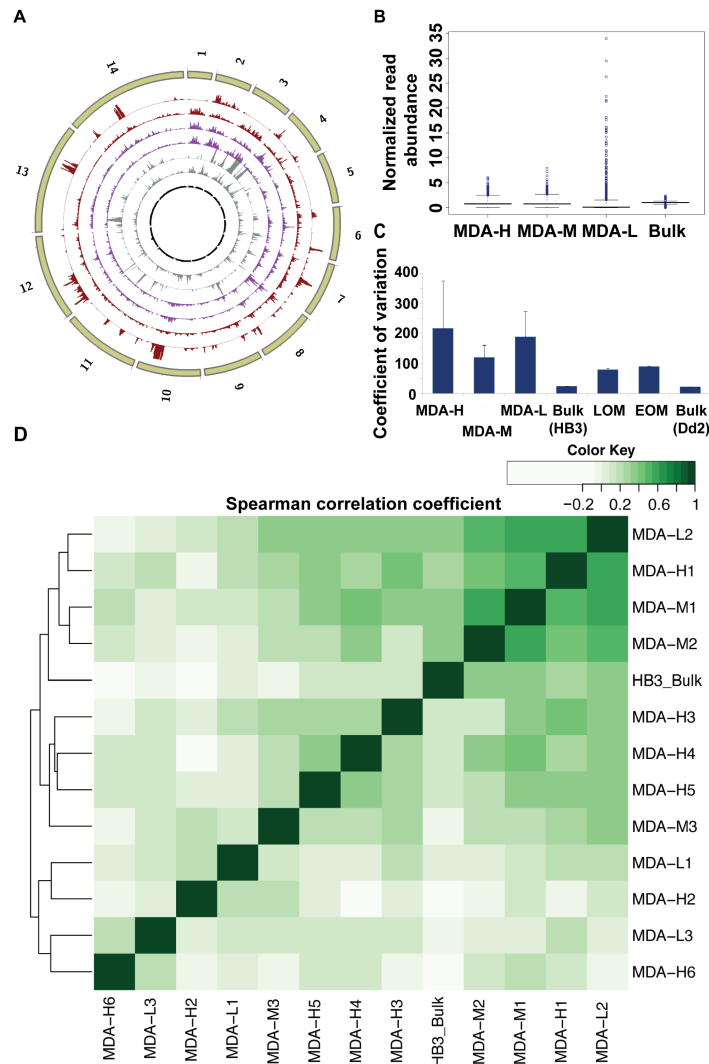 A
1
2
3
4
5
6
7
8
9
10
11
12
13
14
B
Normalized read
abundance
35
30
25
20
15
10
5
0
MDA-H MDA-M MDA-L Bulk
C
Coefficient of variation
400
300
200
100
0
MDA-H MDA-M MDA-L Bulk (HB3) LOM EOM Bulk (Dd2)
D
Color Key
−0.2 0.2 0.6 1
Spearman correlation coefficient
MDA−L2
MDA−H1
MDA−M1
MDA−M2
HB3_Bulk
MDA−H3
MDA−H4
MDA−H5
MDA−M3
MDA−L1
MDA−H2
MDA−L3
MDA−H6
MDA−H6
MDA−L3
MDA−H2
MDA−L1
MDA−M3
MDA−H5
MDA−H4
MDA−H3
HB3_Bulk
MDA−M2
MDA−M1
MDA−H1
MDA−L2